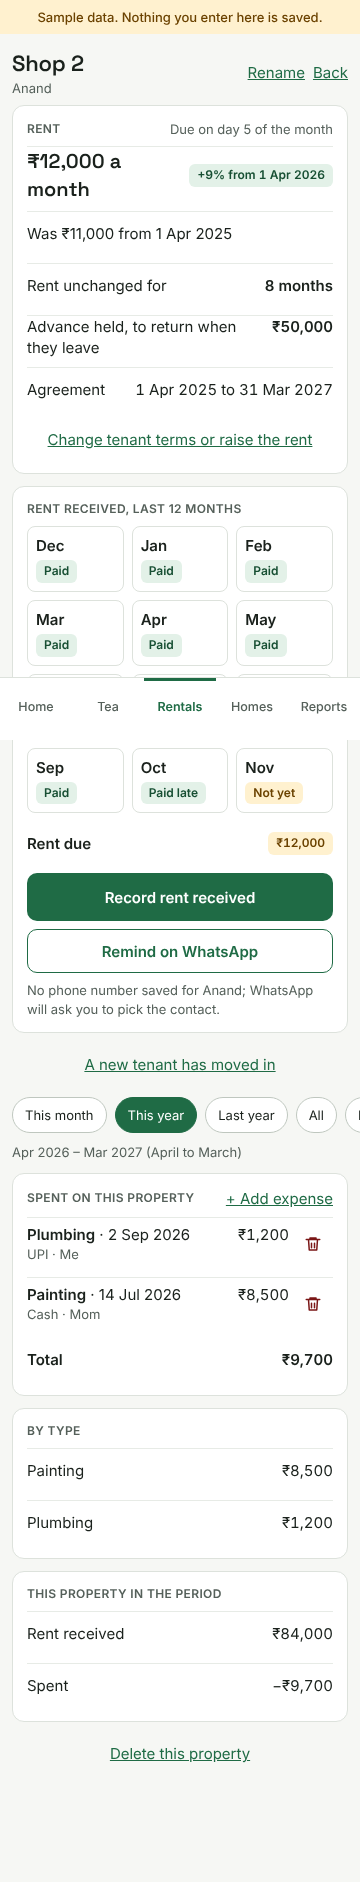 Sample data. Nothing you enter here is saved.
Shop 2
Rename Back
Anand
RENT
Due on day 5 of the month
₹12,000 a
month
+9% from 1 Apr 2026
Was ₹11,000 from 1 Apr 2025
Rent unchanged for 8 months
Advance held, to return when ₹50,000
they leave
Agreement 1 Apr 2025 to 31 Mar 2027
Change tenant terms or raise the rent
RENT RECEIVED, LAST 12 MONTHS
Dec Jan Feb
Paid Paid Paid
Mar Apr May
Paid Paid Paid
Home Tea Rentals Homes Reports
Sep Oct Nov
Paid Paid late Not yet
Rent due ₹12,000
Record rent received
Remind on WhatsApp
No phone number saved for Anand; WhatsApp
will ask you to pick the contact.
A new tenant has moved in
This month This year Last year All
Apr 2026 – Mar 2027 (April to March)
SPENT ON THIS PROPERTY + Add expense
Plumbing · 2 Sep 2026 ₹1,200
UPI · Me
Painting · 14 Jul 2026 ₹8,500
Cash · Mom
Total ₹9,700
BY TYPE
Painting ₹8,500
Plumbing ₹1,200
THIS PROPERTY IN THE PERIOD
Rent received ₹84,000
Spent −₹9,700
Delete this property